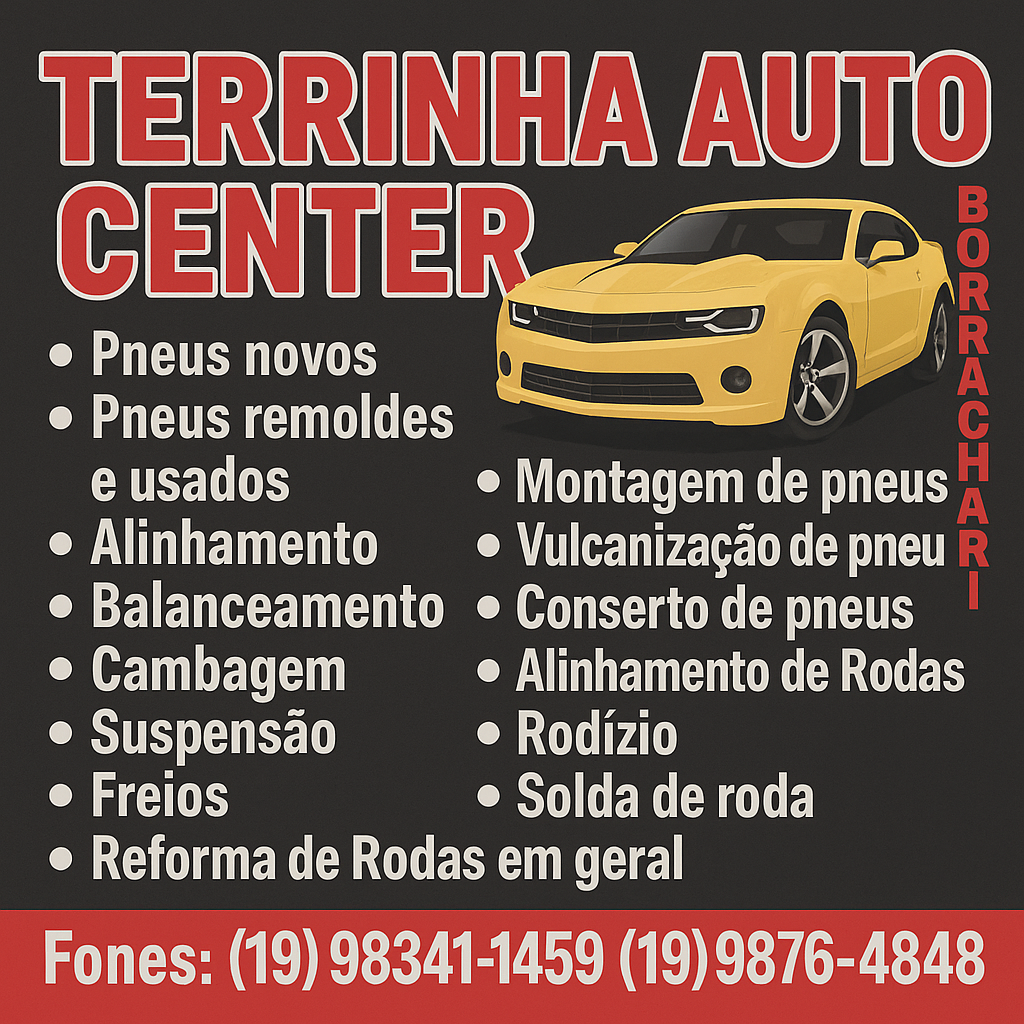 TERRINHA AUTO
CENTER
BORRACHARI
• Pneus novos
• Pneus remoldes
e usados
• Alinhamento
• Balanceamento
• Cambagem
• Suspensão
• Freios
• Reforma de Rodas em geral
• Montagem de pneus
• Vulcanização de pneu
• Conserto de pneus
• Alinhamento de Rodas
• Rodízio
• Solda de roda
Fones: (19) 98341-1459 (19) 9876-4848